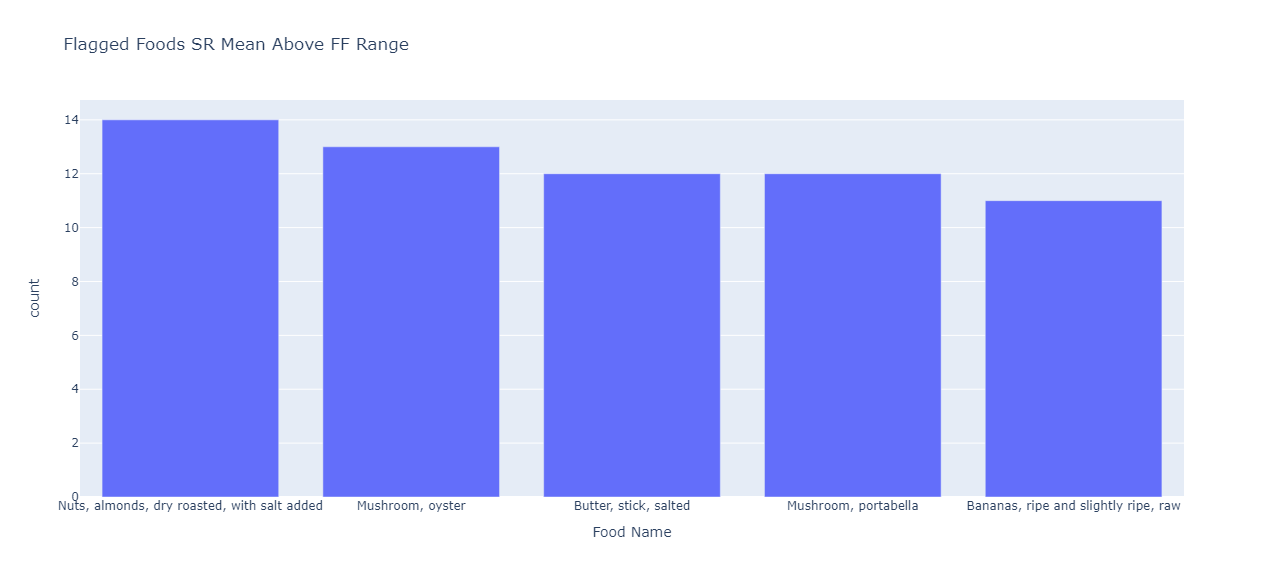 Flagged Foods SR Mean Above FF Range
14
12
10
8
6
4
2
0
count
Nuts, almonds, dry roasted, with salt added
Mushroom, oyster
Butter, stick, salted
Mushroom, portabella
Bananas, ripe and slightly ripe, raw
Food Name